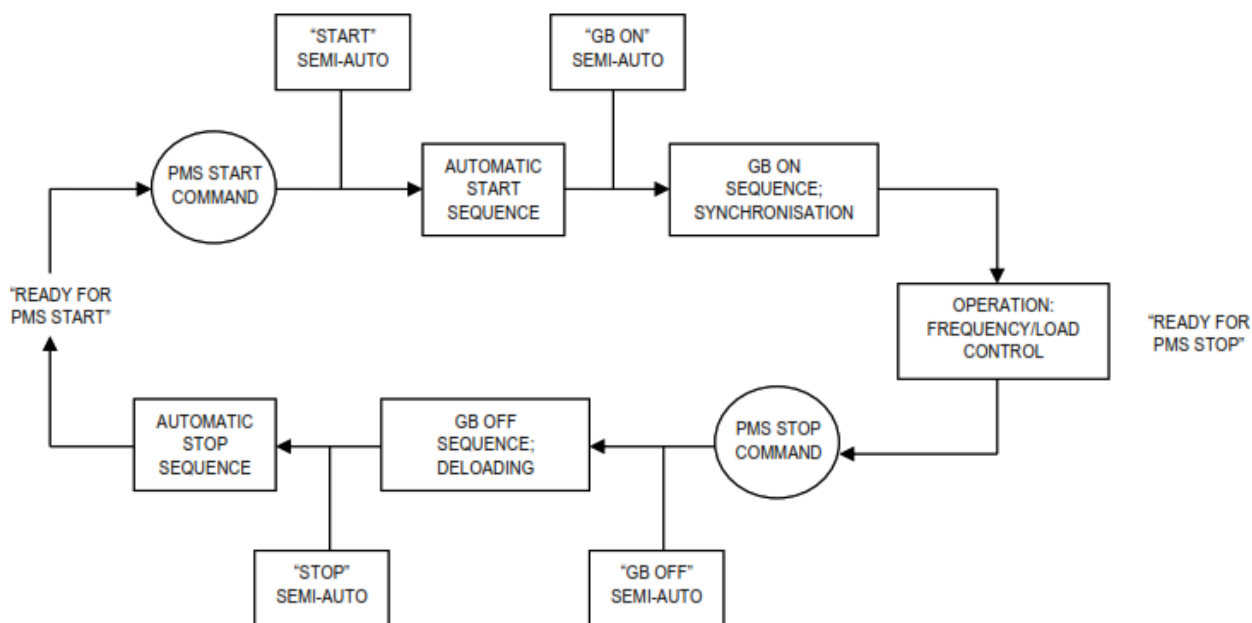 “START”
SEMI-AUTO
“GB ON”
SEMI-AUTO
PMS START
COMMAND
AUTOMATIC
START
SEQUENCE
GB ON
SEQUENCE;
SYNCHRONISATION
“READY FOR
PMS START”
OPERATION:
FREQUENCY/LOAD
CONTROL
“READY FOR
PMS STOP”
AUTOMATIC
STOP
SEQUENCE
GB OFF
SEQUENCE;
DELOADING
PMS STOP
COMMAND
“STOP”
SEMI-AUTO
“GB OFF”
SEMI-AUTO